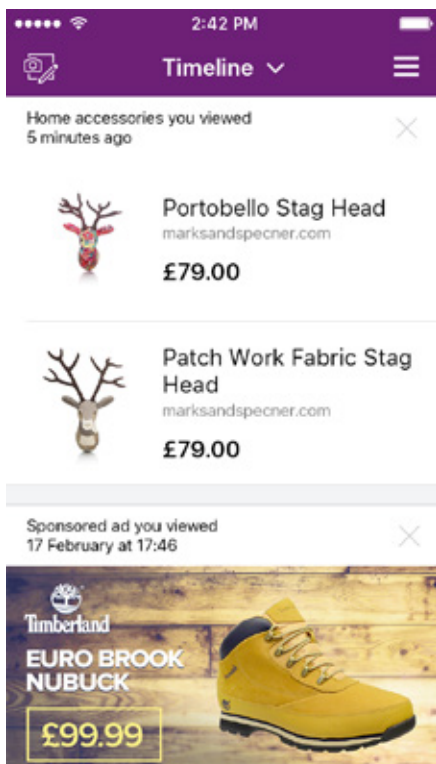 2:42 PM
Timeline
Home accessories you viewed
5 minutes ago
Portobello Stag Head
marksandspecner.com
£79.00
Patch Work Fabric Stag
Head
marksandspecner.com
£79.00
Sponsored ad you viewed
17 February at 17:46
Timberland
EURO BROOK
NUBUCK
£99.99